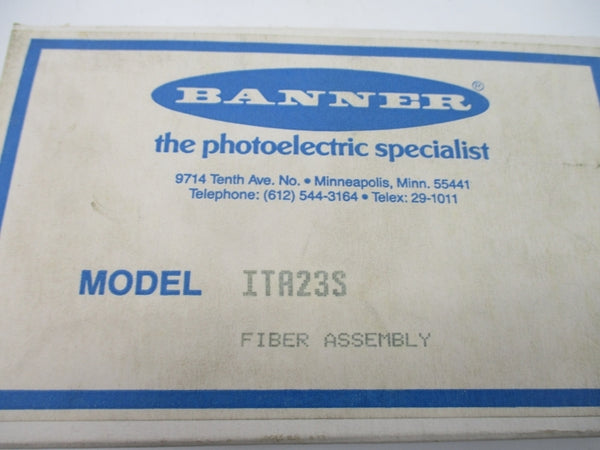 BANNER®
the photoelectric specialist
9714 Tenth Ave. No. • Minneapolis, Minn. 55441
Telephone: (612) 544-3164 • Telex: 29-1011
MODEL ITA23S
FIBER ASSEMBLY